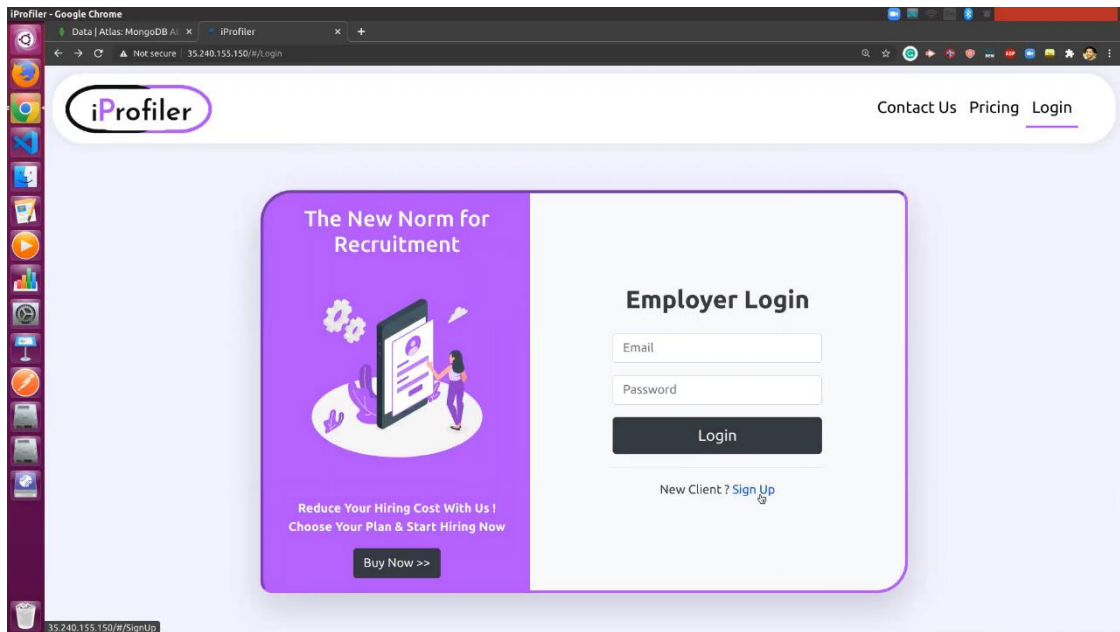 iProfiler - Google Chrome
Data | Atlas: MongoDB At
iProfiler
Not secure
35.240.155.150/#/Login
iProfiler
Contact Us
Pricing
Login
The New Norm for
Recruitment
Reduce Your Hiring Cost With Us !
Choose Your Plan & Start Hiring Now
Buy Now >>
Employer Login
Email
Password
Login
New Client ? Sign Up
35.240.155.150/#/SignUp